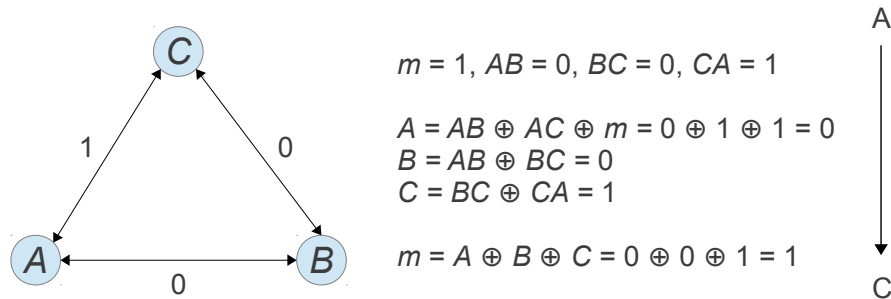 C
1
0
A
B
0
m = 1, AB = 0, BC = 0, CA = 1
A = AB ⊕ AC ⊕ m = 0 ⊕ 1 ⊕ 1 = 0
B = AB ⊕ BC = 0
C = BC ⊕ CA = 1
m = A ⊕ B ⊕ C = 0 ⊕ 0 ⊕ 1 = 1
A
C